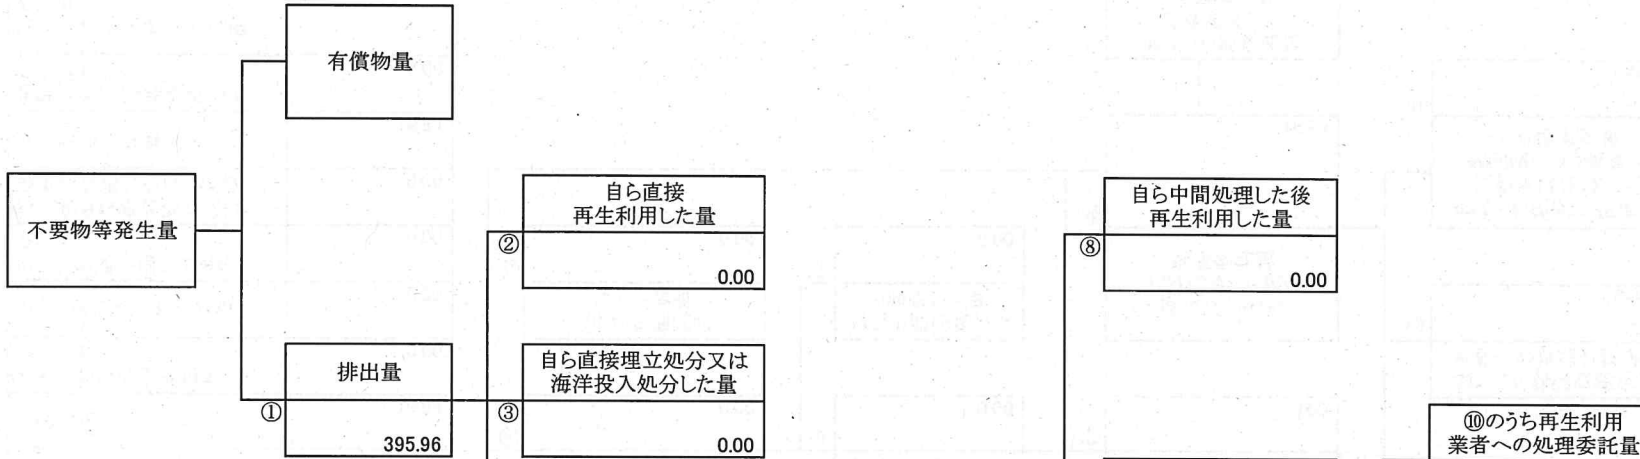 有償物量
不要物等発生量
自ら直接
再生利用した量
②
0.00
自ら中間処理した後
再生利用した量
⑧
0.00
排出量
①
395.96
自ら直接埋立処分又は
海洋投入処分した量
③
0.00
⑩のうち再生利用
業者への処理委託量